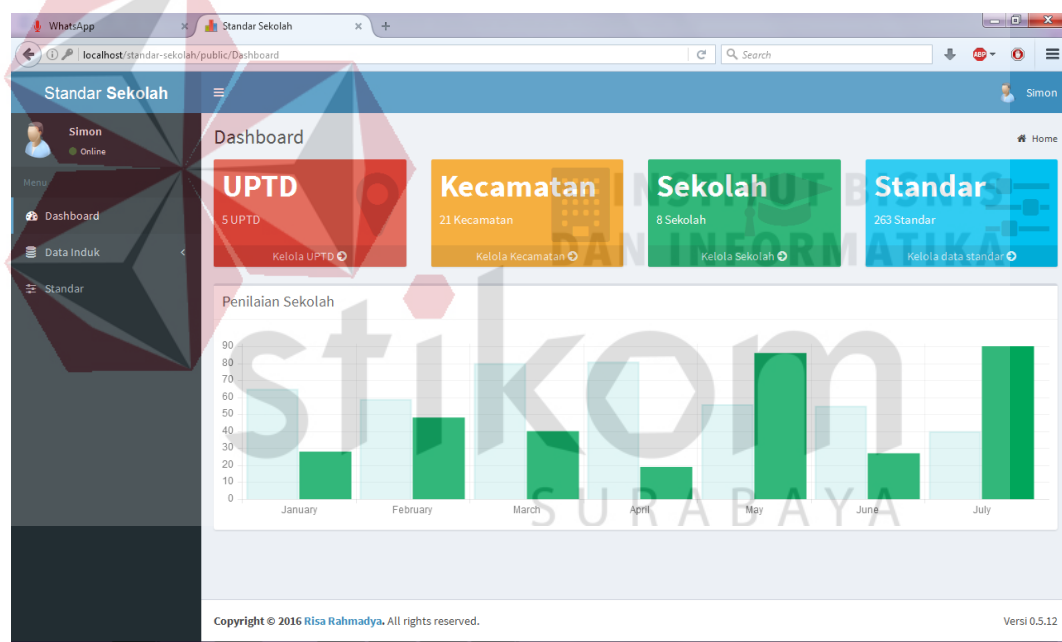 WhatsApp
Standar Sekolah
localhost/standar-sekolah/public/Dashboard
Search
ABP
Standar Sekolah
Simon
Simon
Online
Menu
Dashboard
Data Induk
Standar
Dashboard
Home
UPTD
5 UPTD
Kelola UPTD
Kecamatan
21 Kecamatan
Kelola Kecamatan
Sekolah
8 Sekolah
Kelola Sekolah
Standar
263 Standar
Kelola data standar
INSTITUT BISNIS
DAN INFORMATIKA
stikom
SURABAYA
Penilaian Sekolah
90
80
70
60
50
40
30
20
10
0
January February March April May June July
Copyright © 2016 Risa Rahmadya. All rights reserved.
Versi 0.5.12